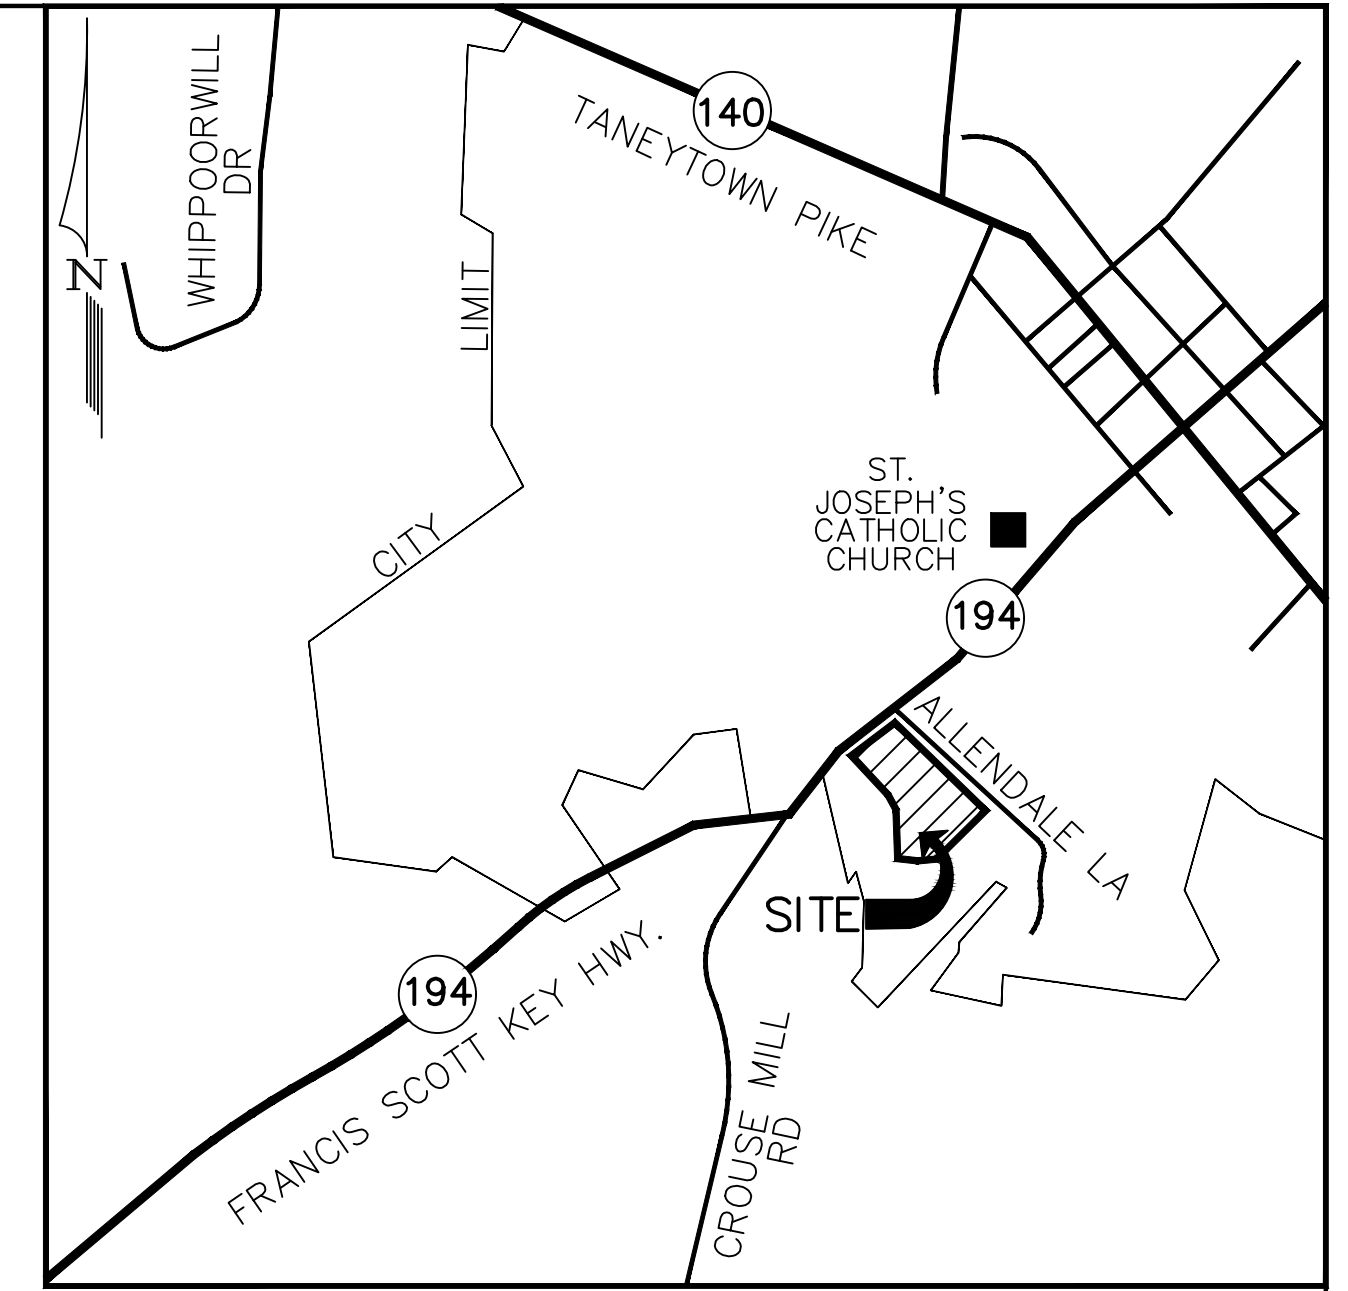 WHIPPOORWILL
DR
140
TANEYTOWN PIKE
N
LIMIT
CITY
ST.
JOSEPH'S
CATHOLIC
CHURCH
194
ALLENDALE LA
SITE
194
FRANCIS SCOTT KEY HWY.
CROUSE MILL
RD